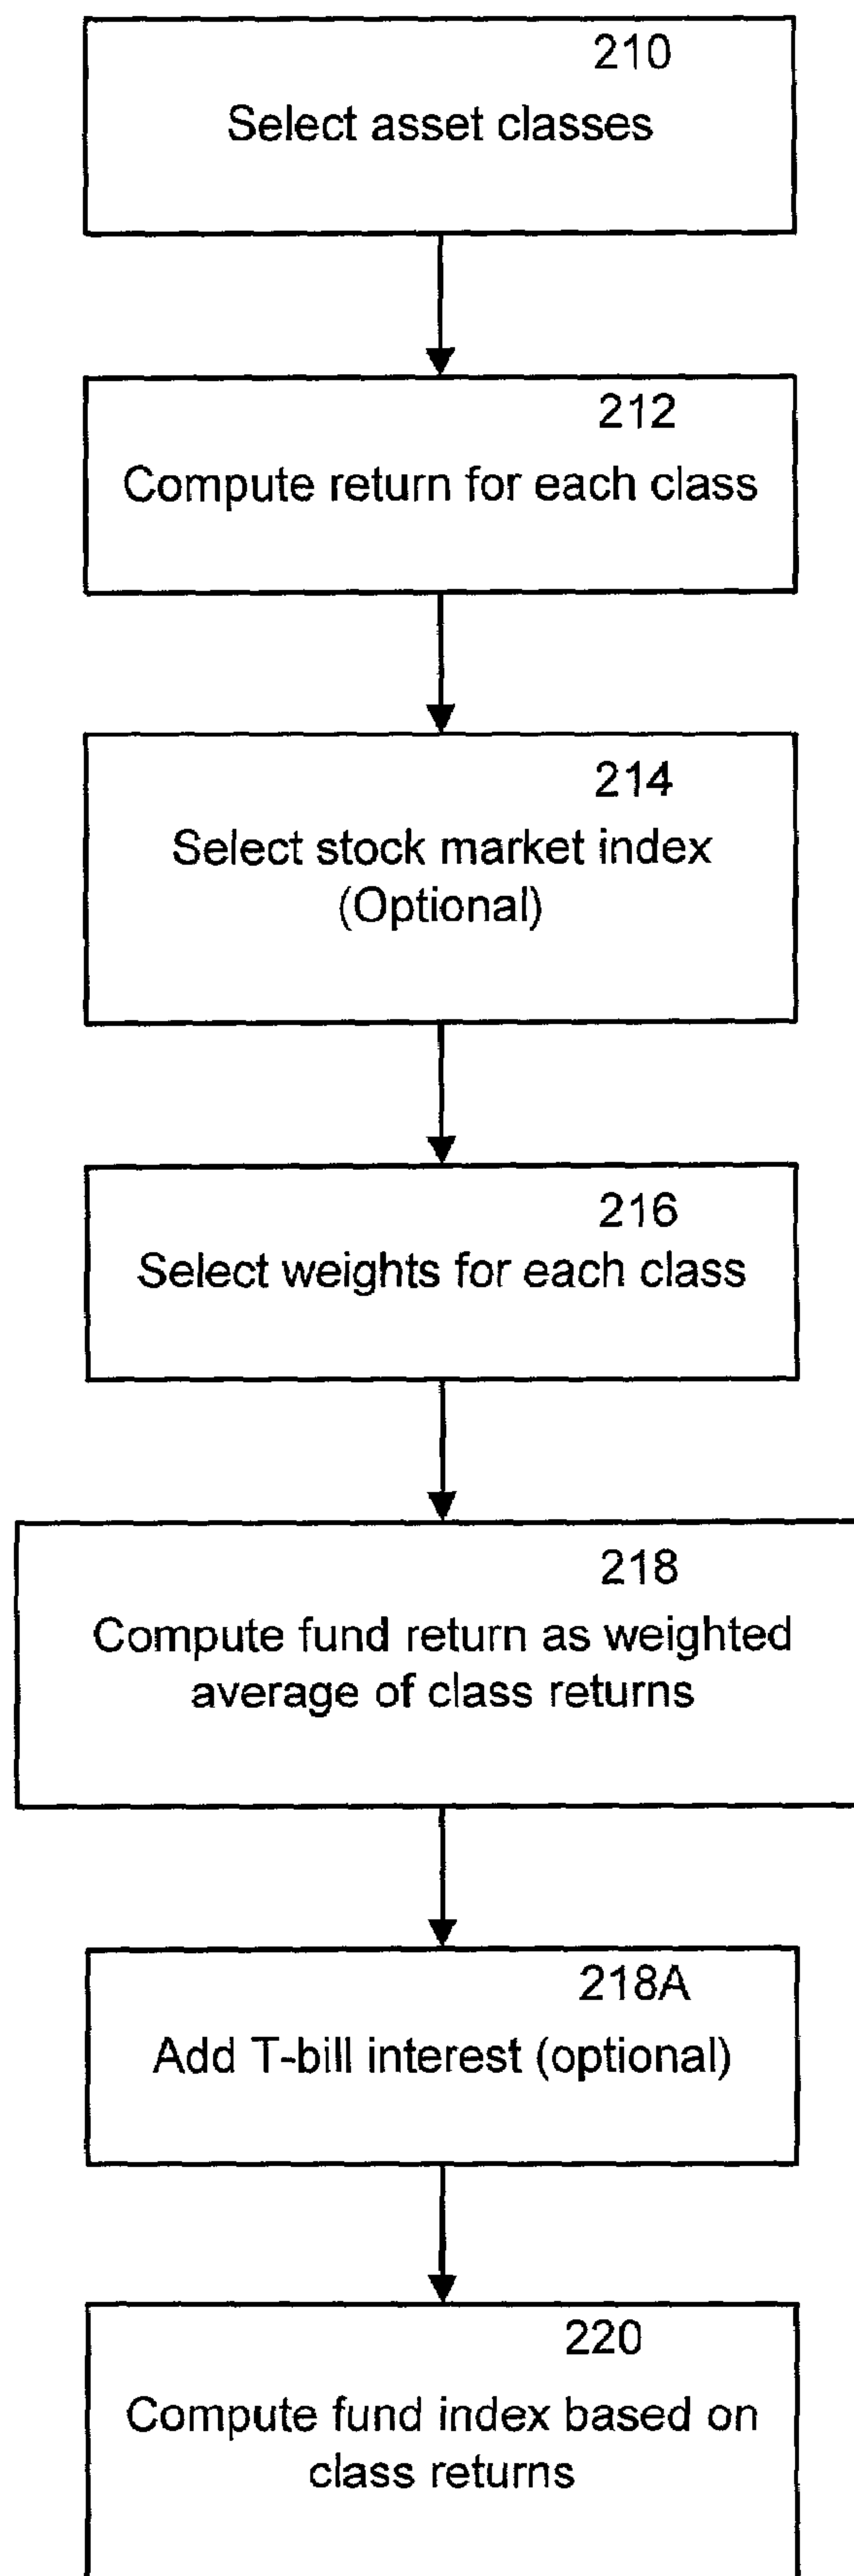 210
Select asset classes
212
Compute return for each class
214
Select stock market index
(Optional)
216
Select weights for each class
218
Compute fund return as weighted
average of class returns
218A
Add T-bill interest (optional)
220
Compute fund index based on
class returns